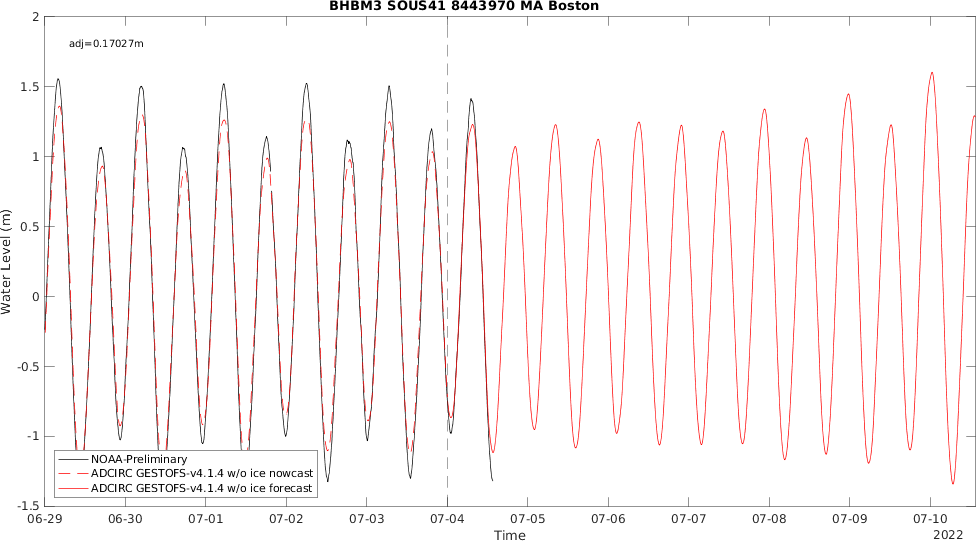 BHBM3 SOUS41 8443970 MA Boston
adj=0.17027m
2
1.5
1
0.5
0
-0.5
-1
-1.5
Water Level (m)
NOAA-Preliminary
ADCIRC GESTOFS-v4.1.4 w/o ice nowcast
ADCIRC GESTOFS-v4.1.4 w/o ice forecast
06-29 06-30 07-01 07-02 07-03 07-04 07-05 07-06 07-07 07-08 07-09 07-10
Time
2022